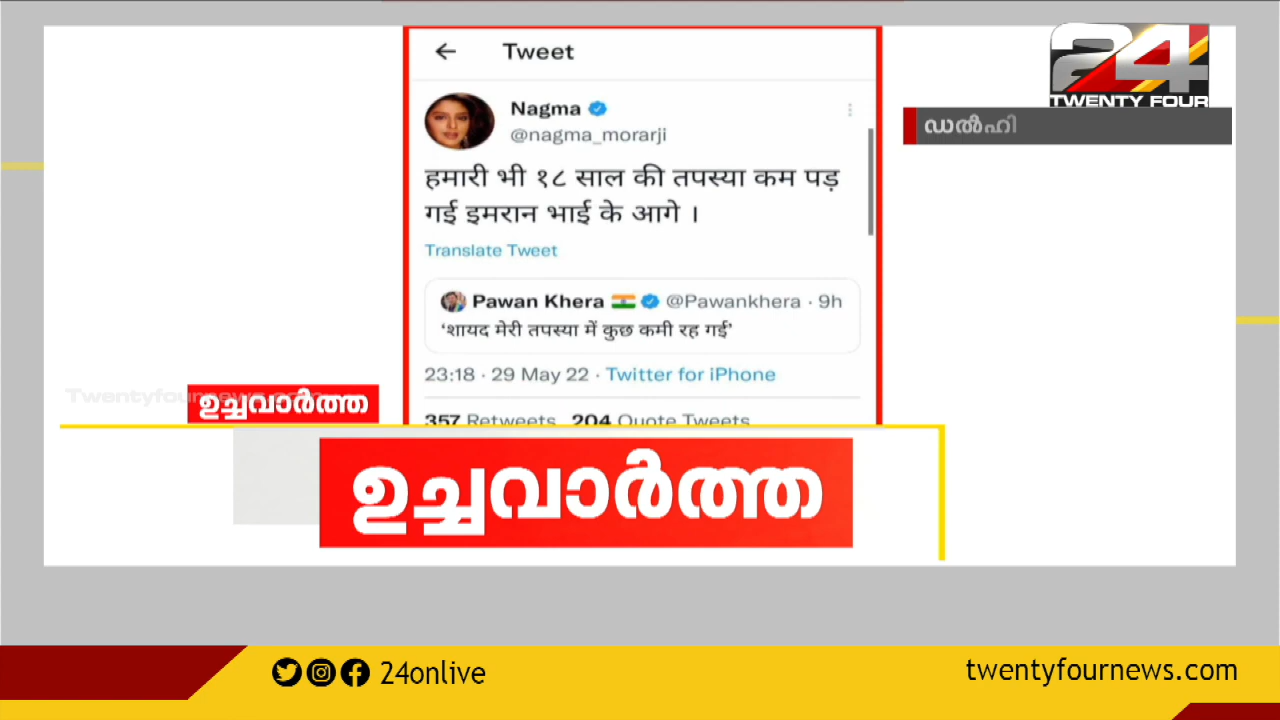 Tweet
24
TWENTY FOUR
ഡൽഹി
Nagma
@nagma_morarji
हमारी भी १८ साल की तपस्या कम पड़
गई इमरान भाई के आगे ।
Translate Tweet
Pawan Khera @Pawankhera · 9h
‘शायद मेरी तपस्या में कुछ कमी रह गई’
23:18 · 29 May 22 · Twitter for iPhone
357 Retweets 204 Quote Tweets
Twentyfournews.com
ഉച്ചവാർത്ത
ഉച്ചവാർത്ത
24onlive
twentyfournews.com